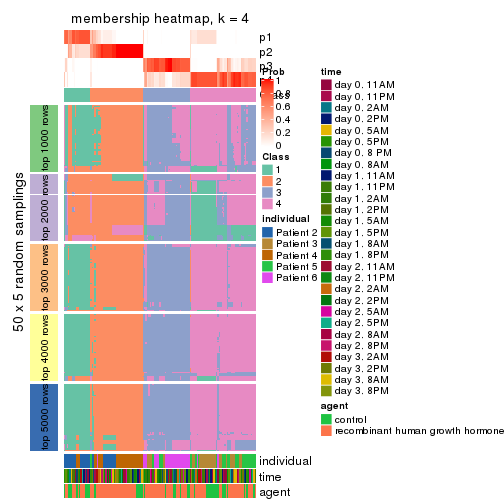 membership heatmap, k = 4
p1
p2
p3
p4
50 x 5 random samplings
top 1000 rows
top 2000 rows
top 3000 rows
top 4000 rows
top 5000 rows
individual
time
agent
Prob
1
0.8
0.6
0.4
0.2
0
Class
1
2
3
4
individual
Patient 2
Patient 3
Patient 4
Patient 5
Patient 6
time
day 0. 11AM
day 0. 11PM
day 0. 2AM
day 0. 2PM
day 0. 5AM
day 0. 5PM
day 0. 8 PM
day 0. 8AM
day 1. 11AM
day 1. 11PM
day 1. 2AM
day 1. 2PM
day 1. 5AM
day 1. 5PM
day 1. 8AM
day 1. 8PM
day 2. 11AM
day 2. 11PM
day 2. 2AM
day 2. 2PM
day 2. 5AM
day 2. 5PM
day 2. 8AM
day 2. 8PM
day 3. 2AM
day 3. 2PM
day 3. 8AM
day 3. 8PM
agent
control
recombinant human growth hormone